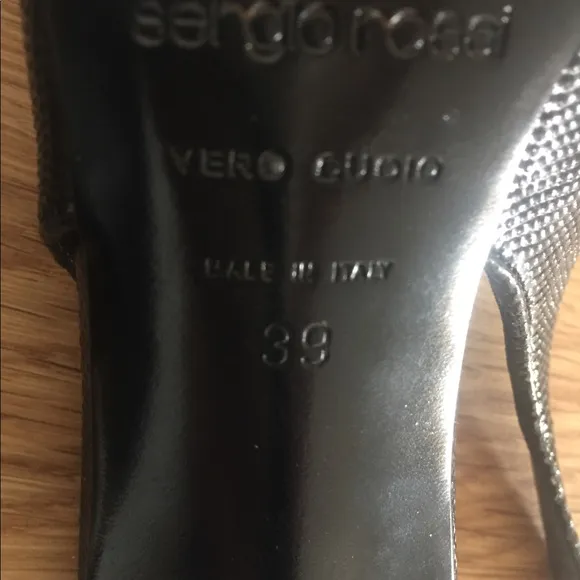 sergio rossi
VERO CUOIO
MADE IN ITALY
39